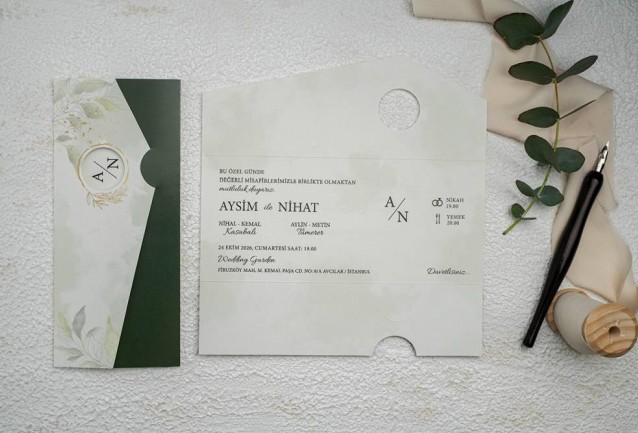 A/N
BU ÖZEL GÜNDE
DEĞERLİ MİSAFİRLERİMİZLE BİRLİKTE OLMAKTAN
mutluluk duyarız.
AYSİM ile NİHAT
NİHAL - KEMAL
Kasabalı
AYLİN - METİN
Tümerer
24 EKİM 2026, CUMARTESİ SAAT: 19.00
Wedding Garden
FİRUZKÖY MAH. M. KEMAL PAŞA CD. NO: 8/A AVCILAR / İSTANBUL
A/N
NİKAH
19.00
YEMEK
20.00
Davetlisiniz...